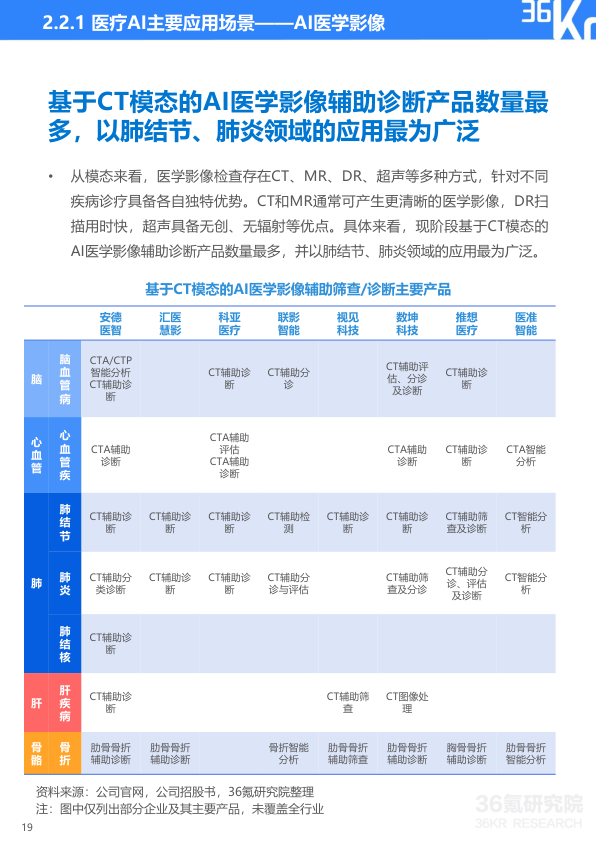 2.2.1 医疗AI主要应用场景——AI医学影像
36Kr
基于CT模态的AI医学影像辅助诊断产品数量最
多，以肺结节、肺炎领域的应用最为广泛
• 从模态来看，医学影像检查存在CT、MR、DR、超声等多种方式，针对不同
疾病诊疗具备各自独特优势。CT和MR通常可产生更清晰的医学影像，DR扫
描用时快，超声具备无创、无辐射等优点。具体来看，现阶段基于CT模态的
AI医学影像辅助诊断产品数量最多，并以肺结节、肺炎领域的应用最为广泛。
基于CT模态的AI医学影像辅助筛查/诊断主要产品
安德
医智
汇医
慧影
科亚
医疗
联影
智能
视见
科技
数坤
科技
推想
医疗
医准
智能
脑
脑
血
管
病
CTA/CTP
智能分析
CT辅助诊
断
CT辅助诊
断
CT辅助分
诊
CT辅助评
估、分诊
及诊断
CT辅助诊
断
心
血
管
心
血
管
疾
CTA辅助
诊断
CTA辅助
评估
CTA辅助
诊断
CTA辅助
诊断
CT辅助诊
断
CTA智能
分析
肺
肺
结
节
CT辅助诊
断
CT辅助诊
断
CT辅助诊
断
CT辅助检
测
CT辅助诊
断
CT辅助诊
断
CT辅助筛
查及诊断
CT智能分
析
肺
炎
CT辅助分
类诊断
CT辅助诊
断
CT辅助诊
断
CT辅助分
诊与评估
CT辅助筛
查及分诊
CT辅助分
诊、评估
及诊断
CT智能分
析
肺
结
核
CT辅助诊
断
肝
肝
疾
病
CT辅助诊
断
CT辅助筛
查
CT图像处
理
骨
骼
骨
折
肋骨骨折
辅助诊断
肋骨骨折
辅助诊断
骨折智能
分析
肋骨骨折
辅助筛查
肋骨骨折
辅助诊断
胸骨骨折
辅助诊断
肋骨骨折
智能分析
资料来源：公司官网，公司招股书，36氪研究院整理
注：图中仅列出部分企业及其主要产品，未覆盖全行业
36氪研究院
36KR RESEARCH
19